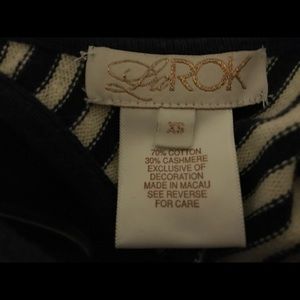 LaROK
XS
70% COTTON
30% CASHMERE
EXCLUSIVE OF
DECORATION
MADE IN MACAU
SEE REVERSE
FOR CARE